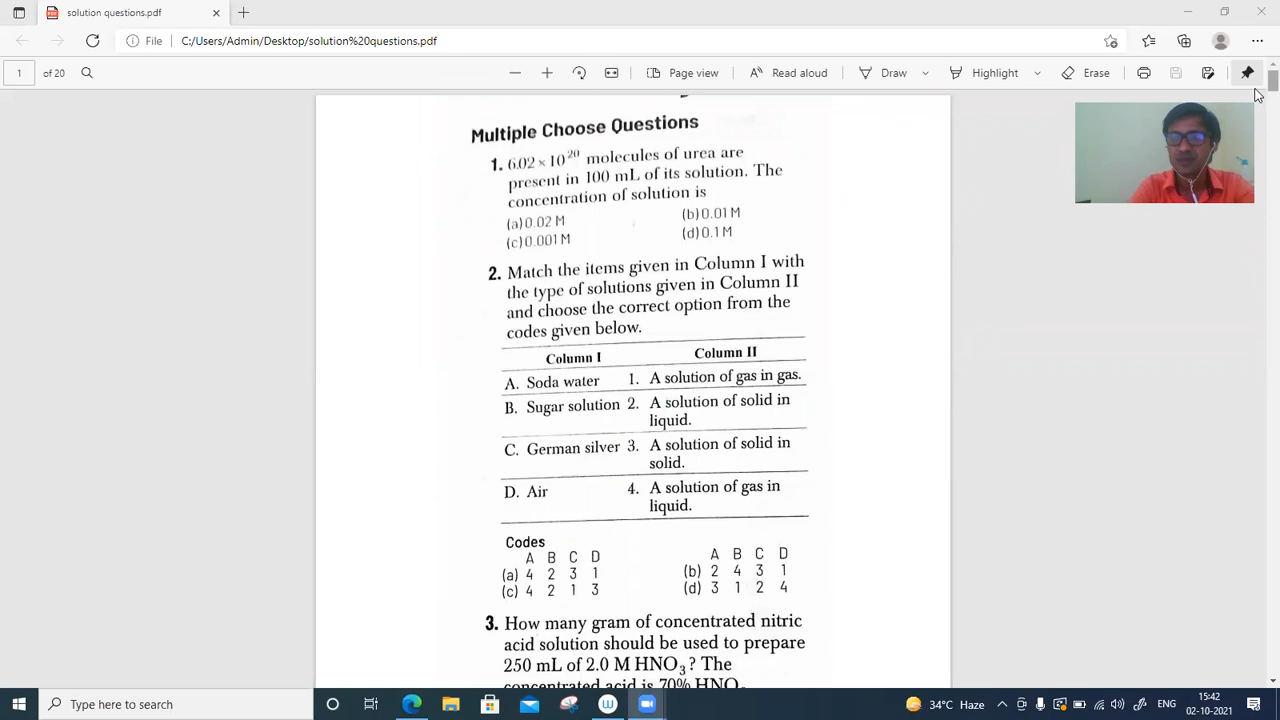 solution questions.pdf
File
C:/Users/Admin/Desktop/solution%20questions.pdf
1 of 20
Page view
Read aloud
Draw
Highlight
Erase
Multiple Choose Questions
1. 6.02 × 10²⁰ molecules of urea are
present in 100 mL of its solution. The
concentration of solution is
(a) 0.02 M (b) 0.01 M
(c) 0.001 M (d) 0.1 M
2. Match the items given in Column I with
the type of solutions given in Column II
and choose the correct option from the
codes given below.
Column I Column II
A. Soda water 1. A solution of gas in gas.
B. Sugar solution 2. A solution of solid in
liquid.
C. German silver 3. A solution of solid in
solid.
D. Air 4. A solution of gas in
liquid.
Codes
A B C D A B C D
(a) 4 2 3 1 (b) 2 4 3 1
(c) 4 2 1 3 (d) 3 1 2 4
3. How many gram of concentrated nitric
acid solution should be used to prepare
250 mL of 2.0 M HNO₃? The
concentrated acid is 70% HNO
Type here to search
34°C Haze
ENG
15:42
02-10-2021